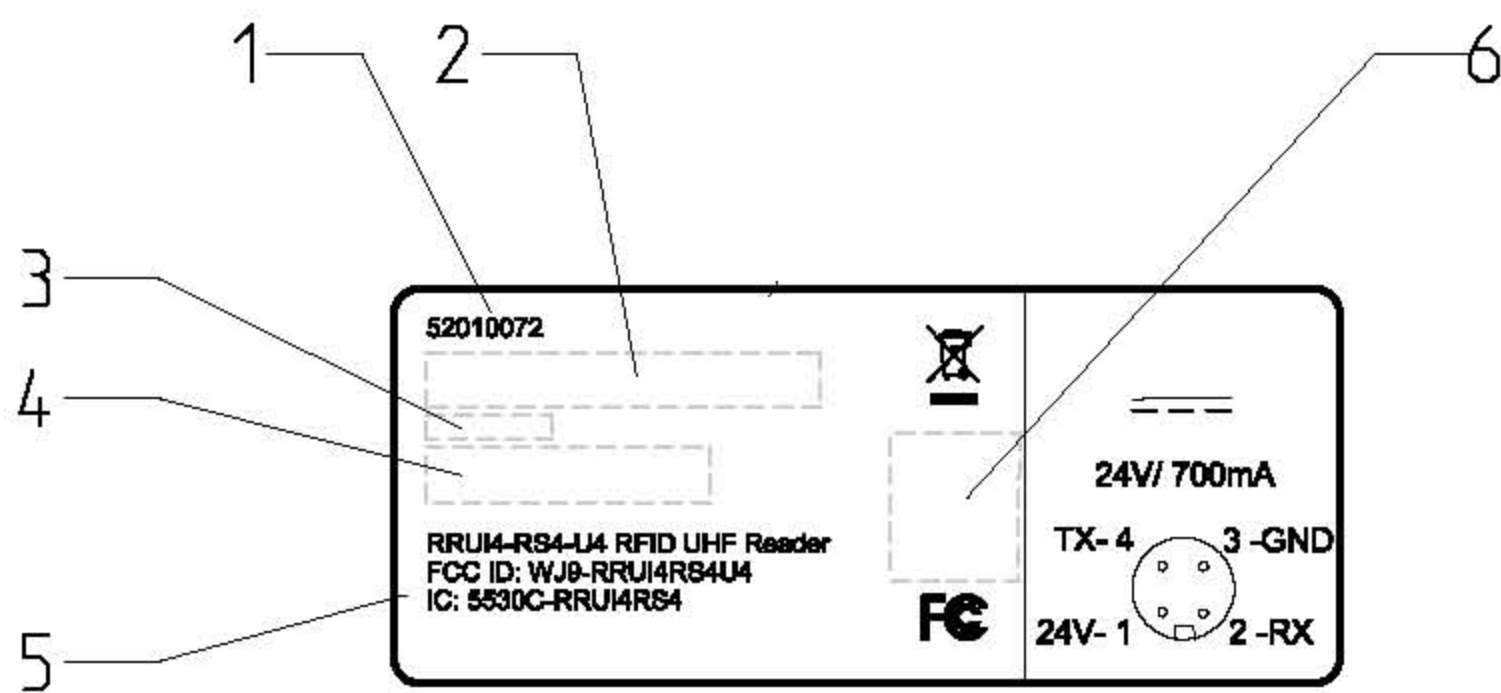 1
2
6
3
4
5
52010072
RRUI4-RS4-U4 RFID UHF Reader
FCC ID: WJ9-RRUI4RS4U4
IC: 5530C-RRUI4RS4
FC
24V/ 700mA
TX- 4
3 -GND
24V- 1
2 -RX